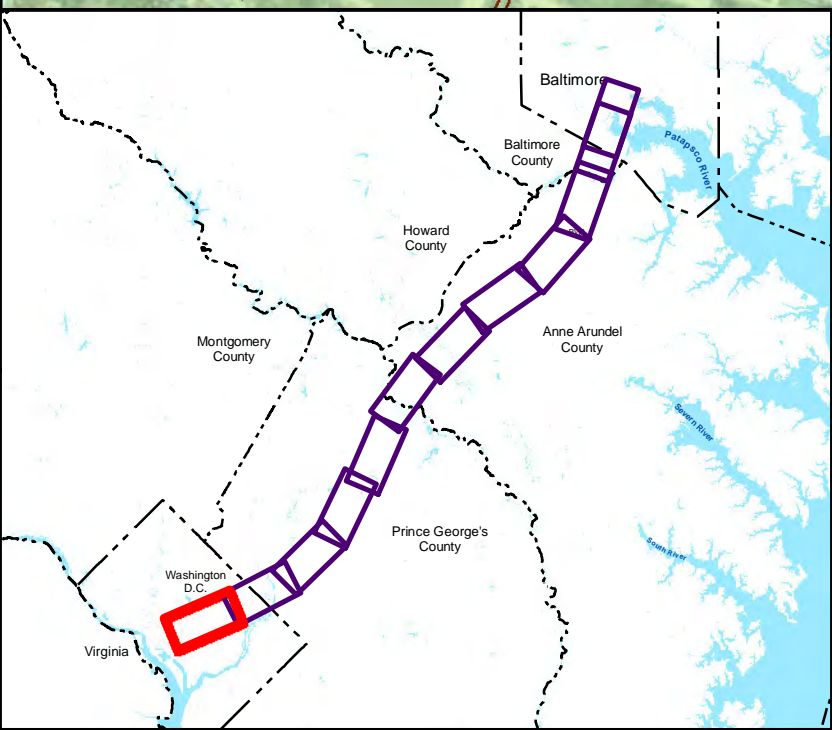 Baltimore
Patapsco River
Baltimore
County
Howard
County
Montgomery
County
Anne Arundel
County
Severn River
South River
Prince George's
County
Washington
D.C.
Virginia